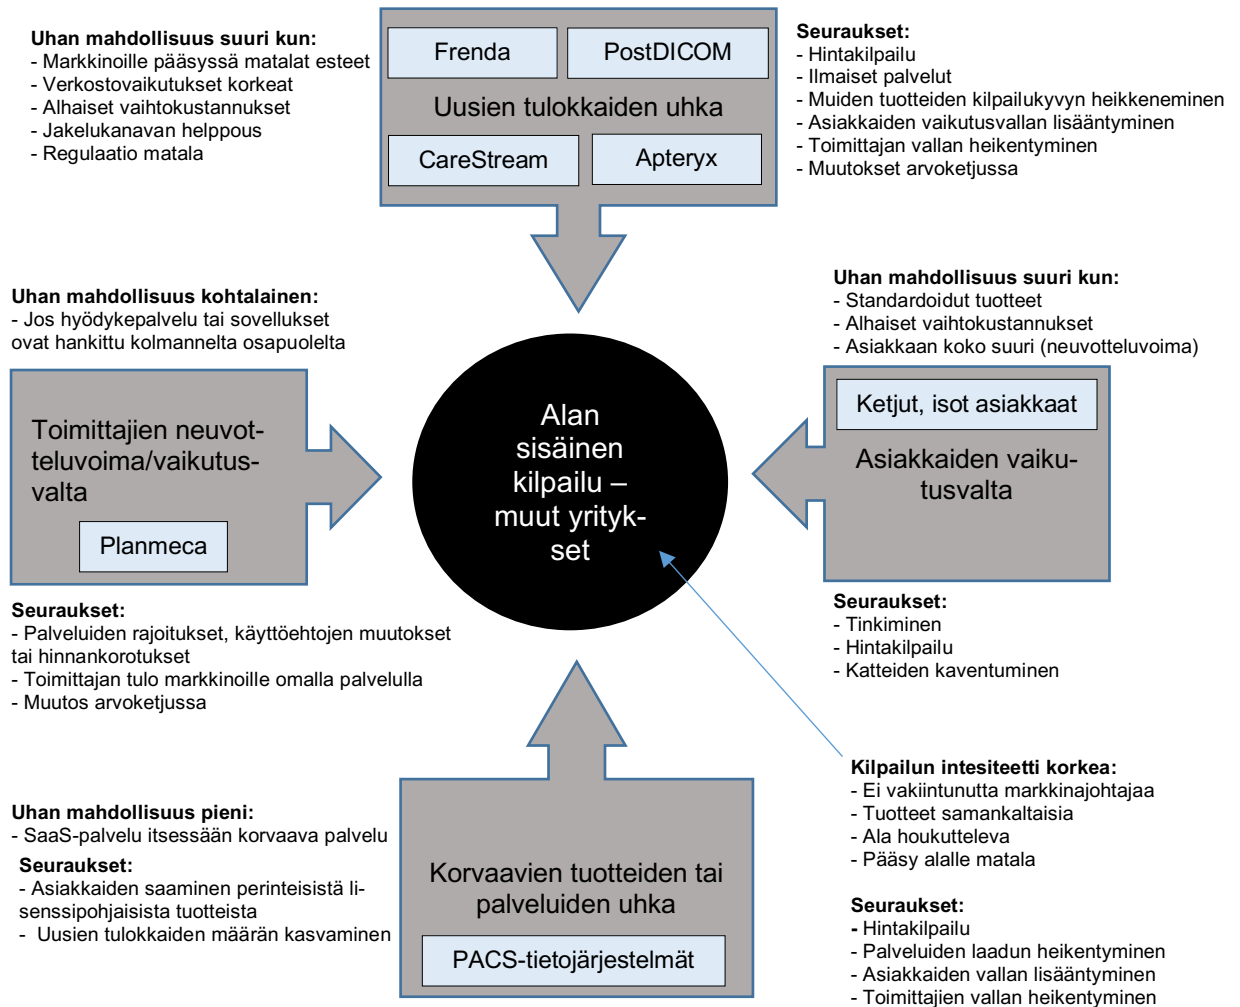 Uhan mahdollisuus suuri kun:
- Markkinoille pääsyssä matalat esteet
- Verkostovaikutukset korkeat
- Alhaiset vaihtokustannukset
- Jakelukanavan helppous
- Regulaatio matala
Frenda
PostDICOM
Uusien tulokkaiden uhka
CareStream
Apteryx
Seuraukset:
- Hintakilpailu
- Ilmaiset palvelut
- Muiden tuotteiden kilpailukyvyn heikkeneminen
- Asiakkaiden vaikutusvallan lisääntyminen
- Toimittajan vallan heikentyminen
- Muutokset arvoketjussa
Uhan mahdollisuus kohtalainen:
- Jos hyödykepalvelu tai sovellukset
ovat hankittu kolmannelta osapuolelta
Toimittajien neuvot-
teluvoima/vaikutus-
valta
Planmeca
Seuraukset:
- Palveluiden rajoitukset, käyttöehtojen muutokset
tai hinnankorotukset
- Toimittajan tulo markkinoille omalla palvelulla
- Muutos arvoketjussa
Alan
sisäinen
kilpailu –
muut yrityk-
set
Uhan mahdollisuus suuri kun:
- Standardoidut tuotteet
- Alhaiset vaihtokustannukset
- Asiakkaan koko suuri (neuvotteluvoima)
Ketjut, isot asiakkaat
Asiakkaiden vaiku-
tusvalta
Seuraukset:
- Tinkiminen
- Hintakilpailu
- Katteiden kaventuminen
Uhan mahdollisuus pieni:
- SaaS-palvelu itsessään korvaava palvelu
Seuraukset:
- Asiakkaiden saaminen perinteisistä li-
senssipohjaisista tuotteista
- Uusien tulokkaiden määrän kasvaminen
Korvaavien tuotteiden tai
palveluiden uhka
PACS-tietojärjestelmät
Kilpailun intesiteetti korkea:
- Ei vakiintunutta markkinajohtajaa
- Tuotteet samankaltaisia
- Ala houkutteleva
- Pääsy alalle matala
Seuraukset:
- Hintakilpailu
- Palveluiden laadun heikentyminen
- Asiakkaiden vallan lisääntyminen
- Toimittajien vallan heikentyminen